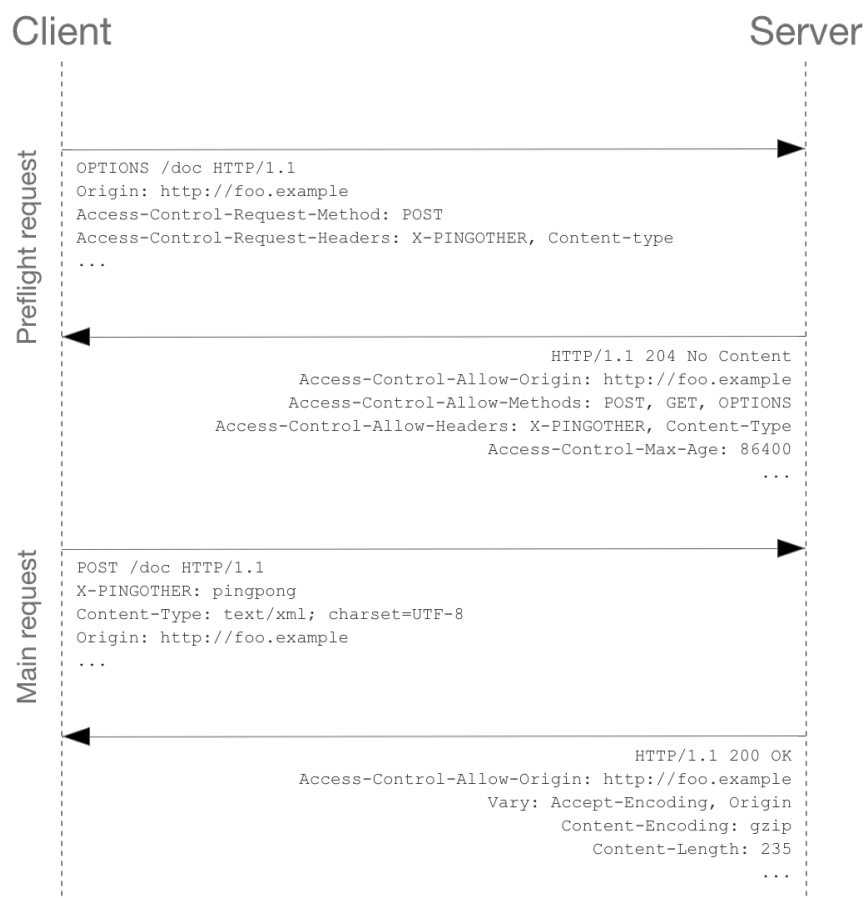 Client
Server
Preflight request
OPTIONS /doc HTTP/1.1
Origin: http://foo.example
Access-Control-Request-Method: POST
Access-Control-Request-Headers: X-PINGOTHER, Content-type
...
HTTP/1.1 204 No Content
Access-Control-Allow-Origin: http://foo.example
Access-Control-Allow-Methods: POST, GET, OPTIONS
Access-Control-Allow-Headers: X-PINGOTHER, Content-Type
Access-Control-Max-Age: 86400
...
Main request
POST /doc HTTP/1.1
X-PINGOTHER: pingpong
Content-Type: text/xml; charset=UTF-8
Origin: http://foo.example
...
HTTP/1.1 200 OK
Access-Control-Allow-Origin: http://foo.example
Vary: Accept-Encoding, Origin
Content-Encoding: gzip
Content-Length: 235
...